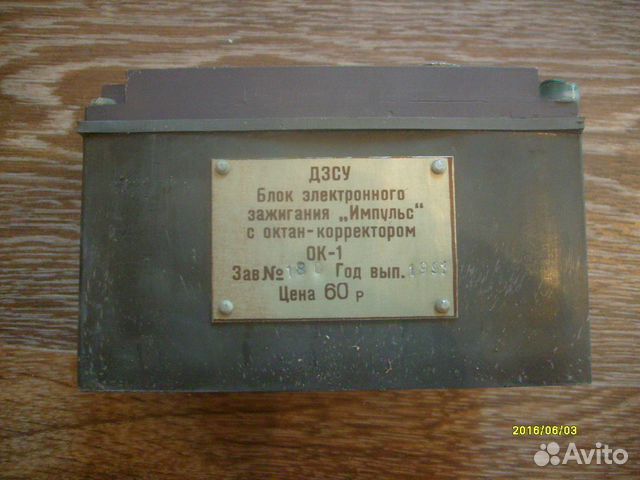 ДЗСУ
Блок электронного
зажигания „Импульс“
с октан-корректором
ОК-1
Зав № Год вып.
Цена 60 р
2016/06/03
Avito